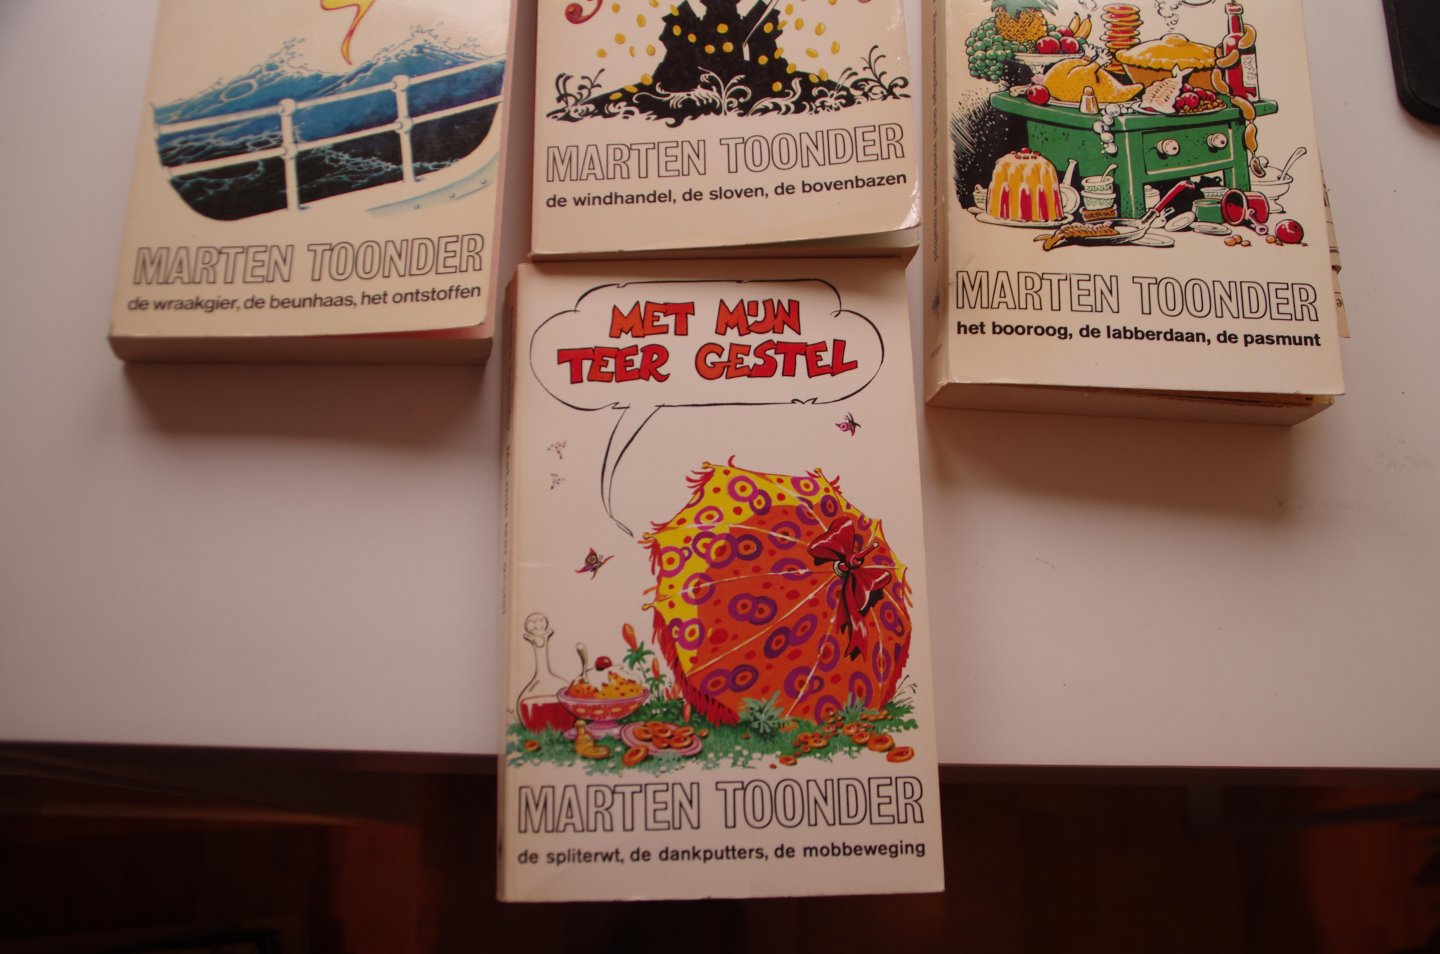 MARTEN TOONDER
de wraakgier, de beunhaas, het ontstoffen
MARTEN TOONDER
de windhandel, de sloven, de bovenbazen
MARTEN TOONDER
het booroog, de labberdaan, de pasmunt
MET MIJN
TEER GESTEL
MARTEN TOONDER
de spliterwt, de dankputters, de mobbeweging